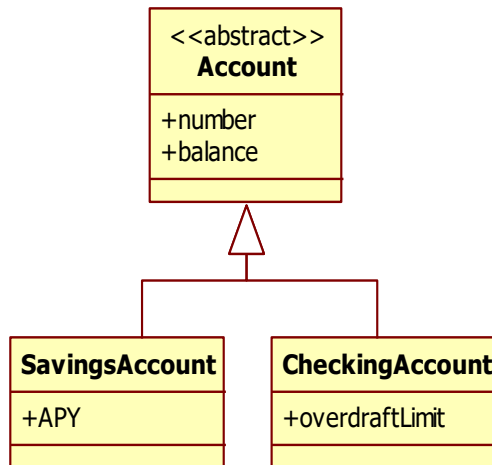 <<abstract>>
Account
+number
+balance
SavingsAccount
+APY
CheckingAccount
+overdraftLimit